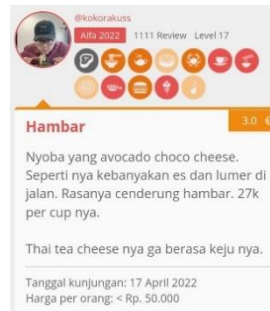 @kokorakuss
Alfa 2022 1111 Review Level 17
Hambar
3.0
Nyoba yang avocado choco cheese.
Seperti nya kebanyakan es dan lumer di
jalan. Rasanya cenderung hambar. 27k
per cup nya.
Thai tea cheese nya ga berasa keju nya.
Tanggal kunjungan: 17 April 2022
Harga per orang: < Rp. 50.000